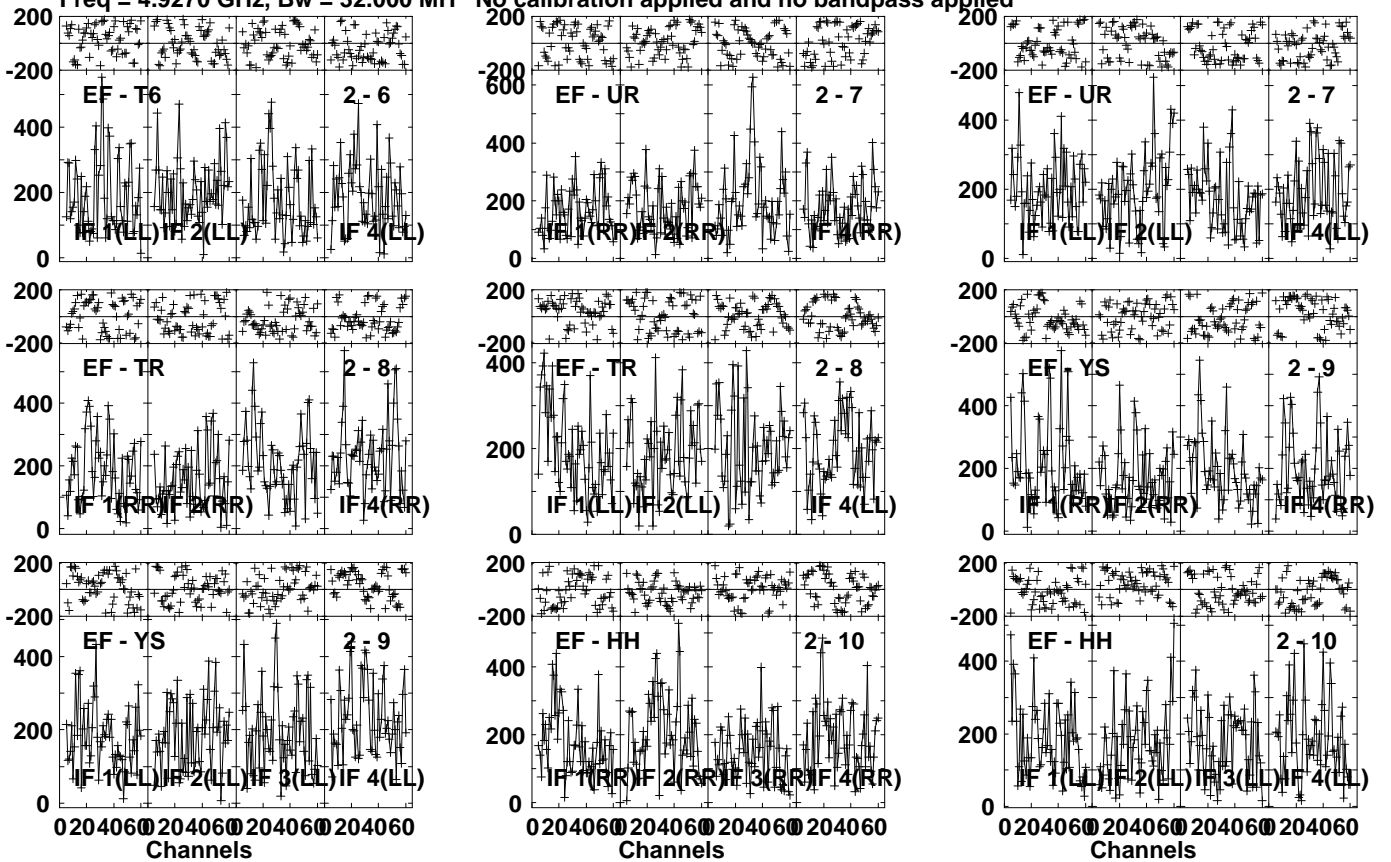 Freq = 4.9270 GHz, Bw = 32.000 MH No calibration applied and no bandpass applied
200 200 200
-200 -200 -200
EF - T6 2 - 6 600 EF - UR 2 - 7 EF - UR 2 - 7
400 400 400
200 200 200
IF 1(LL) IF 2(LL) IF 4(LL) IF 1(RR) IF 2(RR) IF 4(RR) IF 1(LL) IF 2(LL) IF 4(LL)
0 0 0
200 200 200
-200 -200 -200
EF - TR 2 - 8 400 EF - TR 2 - 8 EF - YS 2 - 9
400 400
200 200 200
IF 1(RR) IF 2(RR) IF 4(RR) IF 1(LL) IF 2(LL) IF 4(LL) IF 1(RR) IF 2(RR) IF 4(RR)
0 0 0
200 200 200
-200 -200 -200
EF - YS 2 - 9 600 EF - HH 2 - 10 EF - HH 2 - 10
400 400 400
200 200 200
IF 1(LL) IF 2(LL) IF 3(LL) IF 4(LL) IF 1(RR) IF 2(RR) IF 3(RR) IF 4(RR) IF 1(LL) IF 2(LL) IF 3(LL) IF 4(LL)
0 0 0
0 20 40 60 0 20 40 60 0 20 40 60 0 20 40 60 0 20 40 60 0 20 40 60 0 20 40 60 0 20 40 60 0 20 40 60 0 20 40 60 0 20 40 60 0 20 40 60
Channels Channels Channels